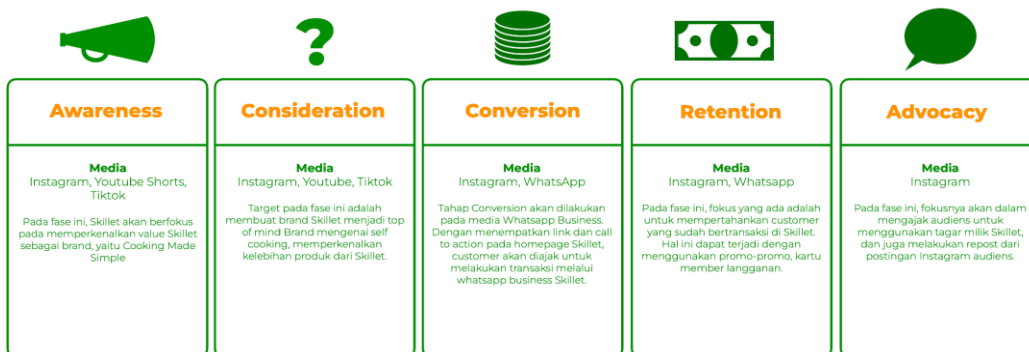 ?
Awareness
Media
Instagram, Youtube Shorts,
Tiktok
Pada fase ini, Skillet akan berfokus
pada memperkenalkan value Skillet
sebagai brand, yaitu Cooking Made
Simple
Consideration
Media
Instagram, Youtube, Tiktok
Target pada fase ini adalah
membuat brand Skillet menjadi top
of mind Brand mengenai self
cooking, memperkenalkan
kelebihan produk dari Skillet.
Conversion
Media
Instagram, WhatsApp
Tahap Conversion akan dilakukan
pada media Whatsapp Business.
Dengan menempatkan link dan call
to action pada homepage Skillet,
customer akan diajak untuk
melakukan transaksi melalui
whatsapp business Skillet.
Retention
Media
Instagram, Whatsapp
Pada fase ini, fokus yang ada adalah
untuk mempertahankan customer
yang sudah bertransaksi di Skillet.
Hal ini dapat terjadi dengan
menggunakan promo-promo, kartu
member langganan.
Advocacy
Media
Instagram
Pada fase ini, fokusnya akan dalam
mengajak audiens untuk
menggunakan tagar milik Skillet,
dan juga melakukan repost dari
postingan Instagram audiens.